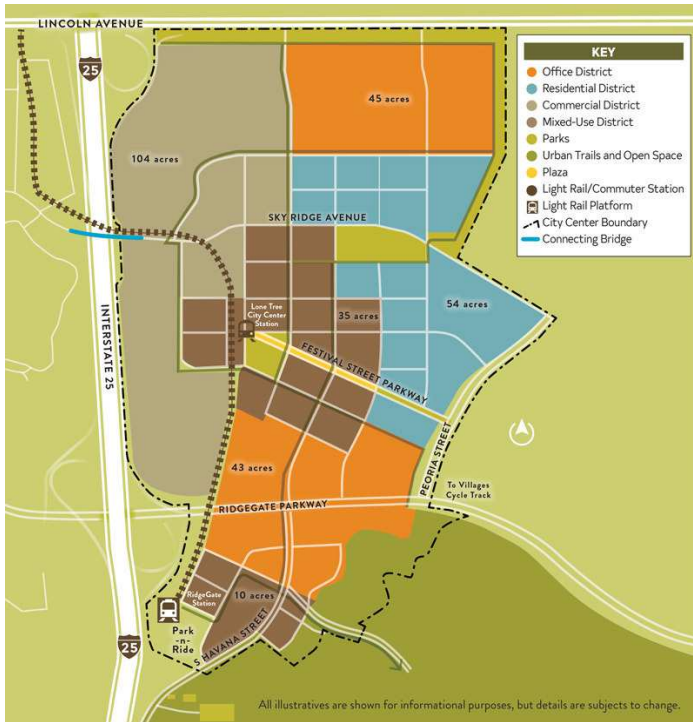 LINCOLN AVENUE
25
45 acres
104 acres
SKY RIDGE AVENUE
INTERSTATE 25
Lone Tree
City Center
Station
35 acres
54 acres
FESTIVAL STREET PARKWAY
PEORIA STREET
43 acres
To Villages
Cycle Track
RIDGEGATE PARKWAY
RidgeGate
Station
10 acres
Park
-n-
Ride
S HAVANA STREET
25
KEY
Office District
Residential District
Commercial District
Mixed-Use District
Parks
Urban Trails and Open Space
Plaza
Light Rail/Commuter Station
Light Rail Platform
City Center Boundary
Connecting Bridge
All illustratives are shown for informational purposes, but details are subject to change.